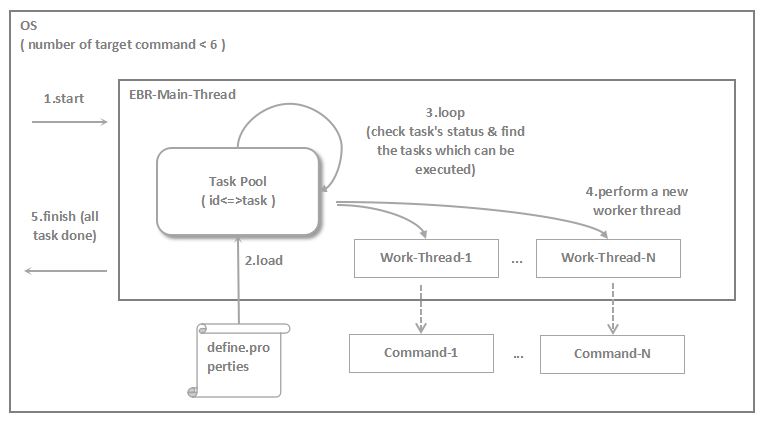 OS
( number of target command < 6 )
1.start
EBR-Main-Thread
3.loop
(check task's status & find
the tasks which can be
executed)
Task Pool
( id<=>task )
4.perform a new
worker thread
5.finish (all
task done)
2.load
Work-Thread-1
...
Work-Thread-N
define.pro
perties
Command-1
...
Command-N